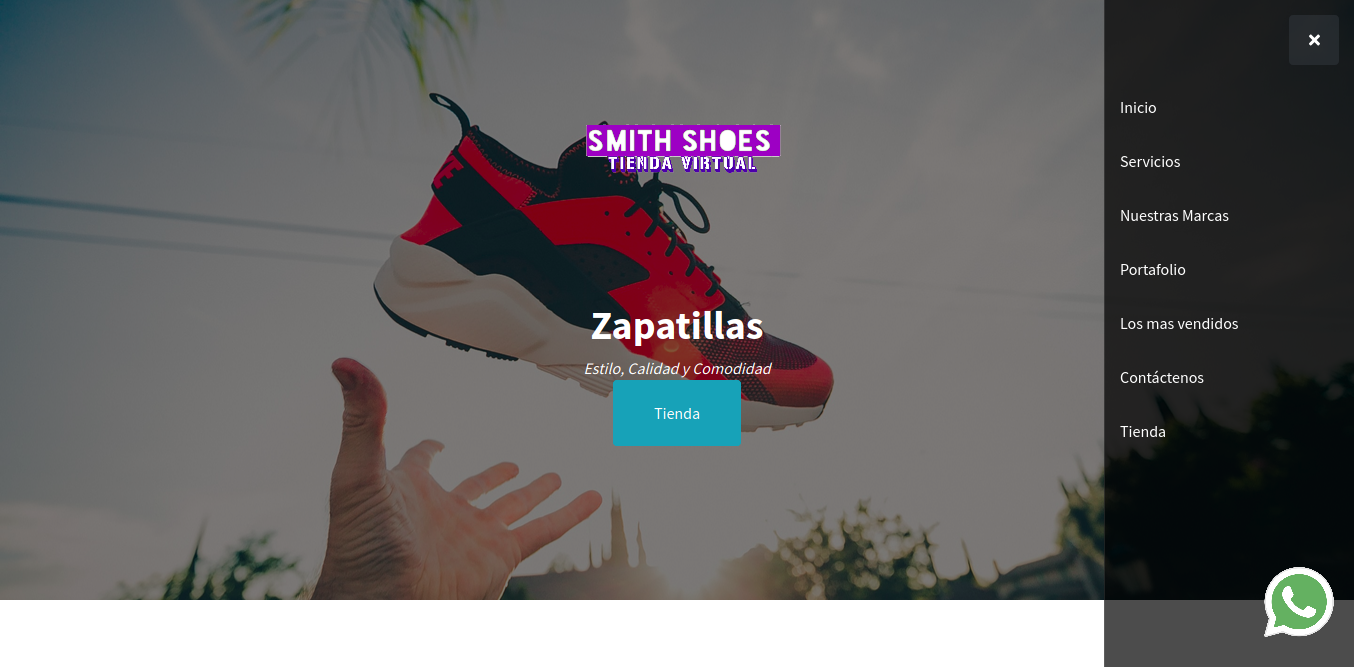 SMITH SHOES
TIENDA VIRTUAL
Zapatillas
Estilo, Calidad y Comodidad
Tienda
Inicio
Servicios
Nuestras Marcas
Portafolio
Los mas vendidos
Contáctenos
Tienda